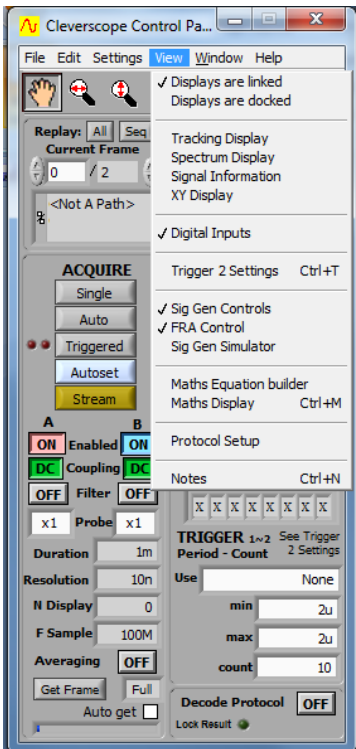 Cleverscope Control Pa...
File Edit Settings View Window Help
✓ Displays are linked
Displays are docked
Tracking Display
Spectrum Display
Signal Information
XY Display
✓ Digital Inputs
Trigger 2 Settings Ctrl+T
✓ Sig Gen Controls
✓ FRA Control
Sig Gen Simulator
Maths Equation builder
Maths Display Ctrl+M
Protocol Setup
Notes Ctrl+N
Replay: All Seq
Current Frame
0 / 2
<Not A Path>
ACQUIRE
Single
Auto
Triggered
Autoset
Stream
A B
ON Enabled ON
DC Coupling DC
OFF Filter OFF
x1 Probe x1
Duration 1m
Resolution 10n
N Display 0
F Sample 100M
Averaging OFF
Get Frame Full
Auto get
X X X X X X X X
TRIGGER 1~2 See Trigger
Period - Count 2 Settings
Use None
min 2u
max 2u
count 10
Decode Protocol OFF
Lock Result